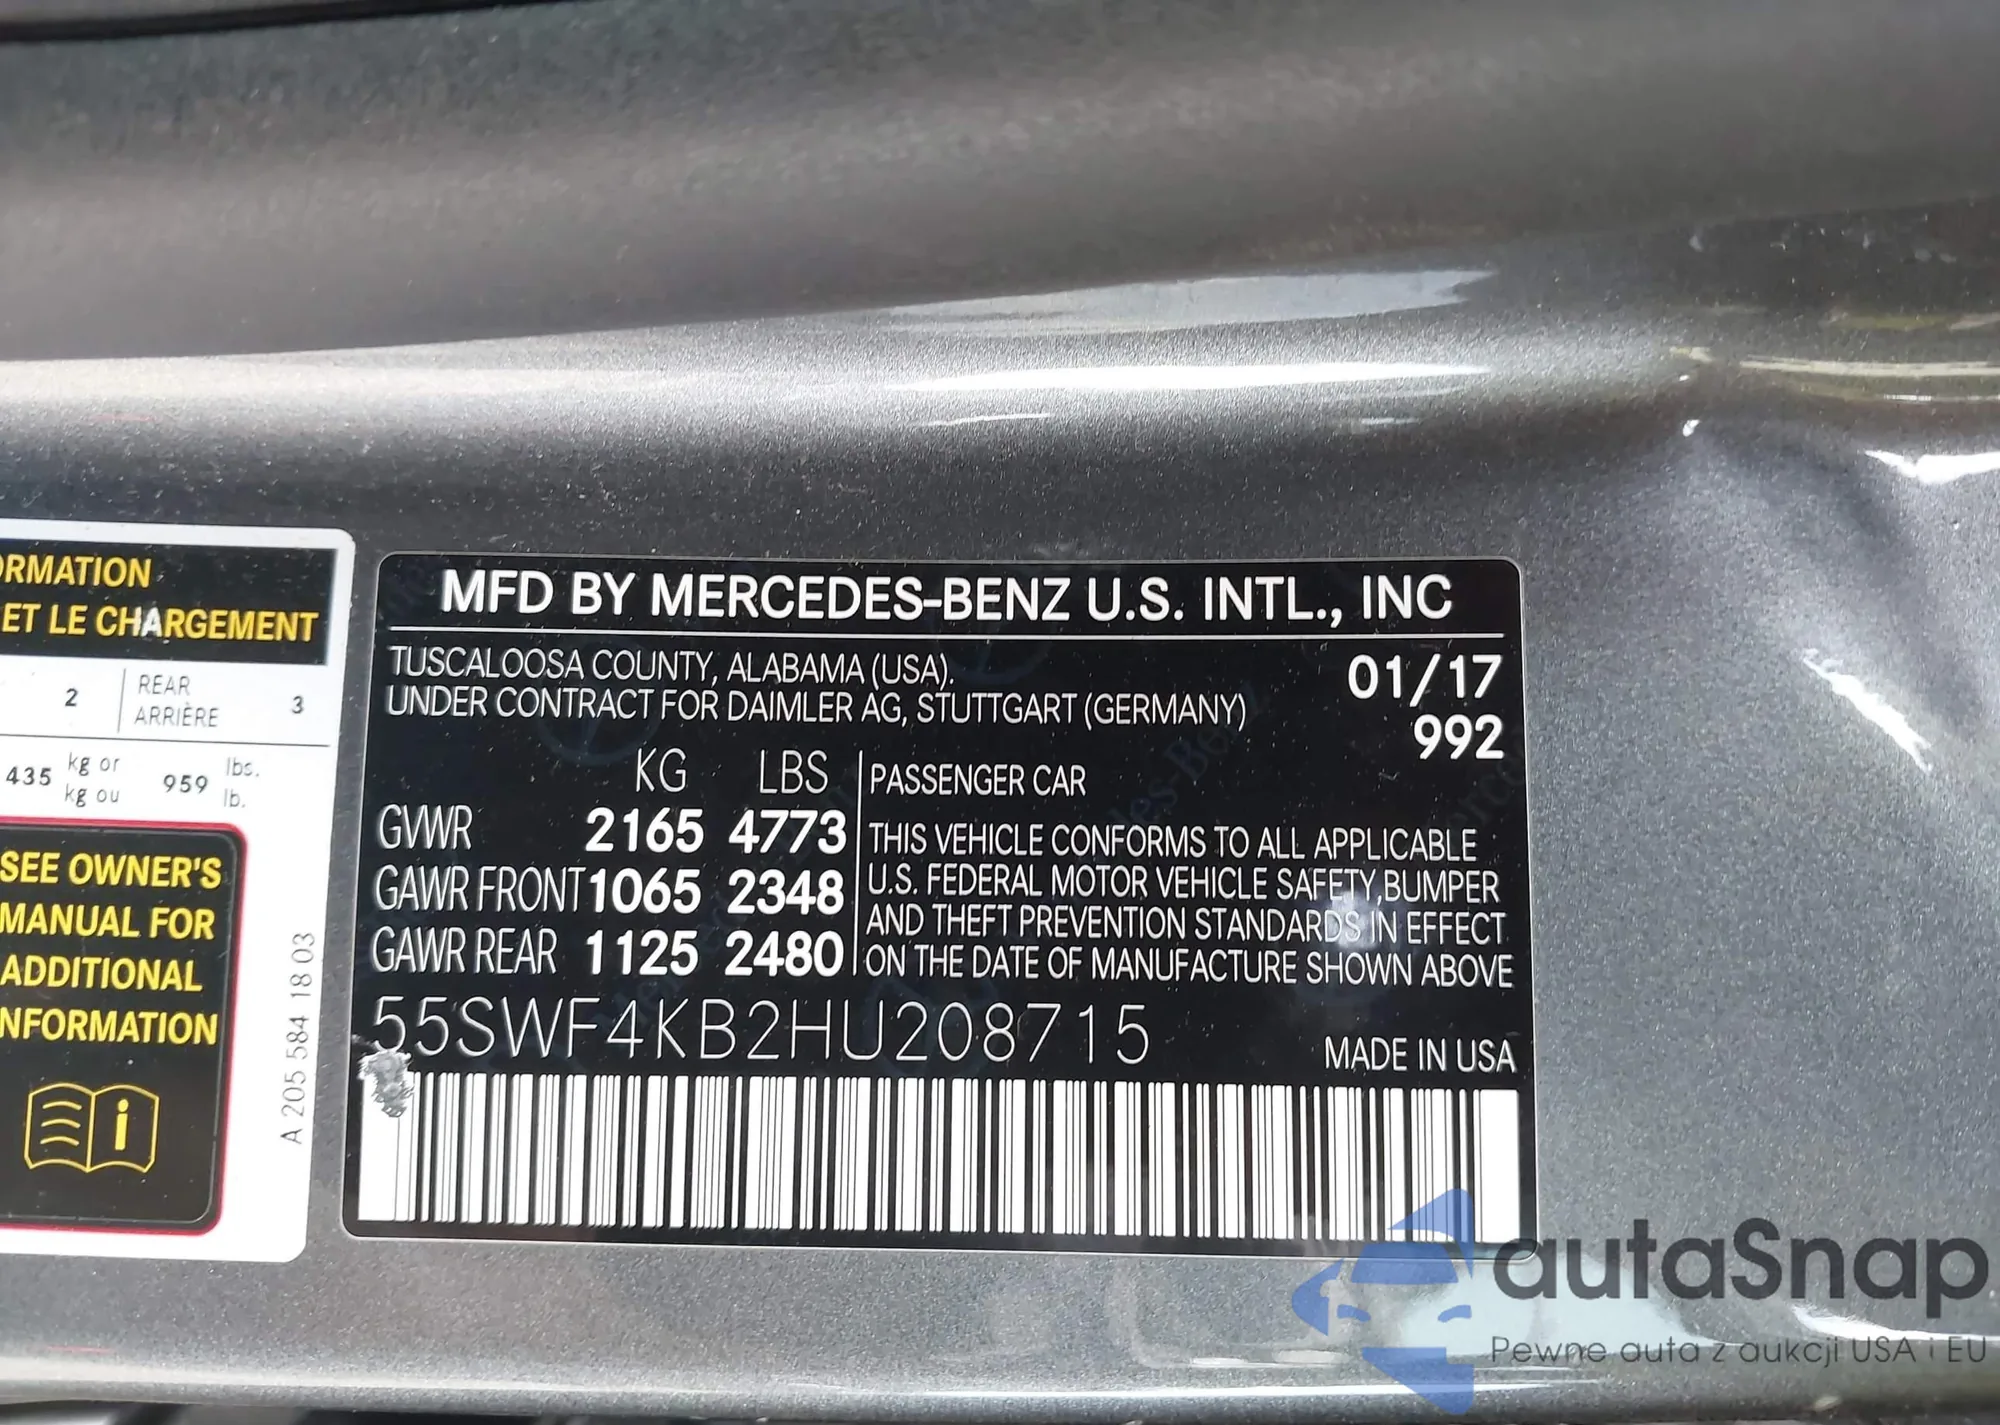 ORMATION
ET LE CHARGEMENT
2 REAR 3
ARRIÈRE
435 kg or 959 lbs.
kg ou lb.
SEE OWNER'S
MANUAL FOR
ADDITIONAL
NFORMATION
i
A 205 584 18 03
MFD BY MERCEDES-BENZ U.S. INTL., INC
TUSCALOOSA COUNTY, ALABAMA (USA). 01/17
UNDER CONTRACT FOR DAIMLER AG, STUTTGART (GERMANY)
992
KG LBS PASSENGER CAR
GVWR 2165 4773 THIS VEHICLE CONFORMS TO ALL APPLICABLE
GAWR FRONT 1065 2348 U.S. FEDERAL MOTOR VEHICLE SAFETY,BUMPER
AND THEFT PREVENTION STANDARDS IN EFFECT
GAWR REAR 1125 2480 ON THE DATE OF MANUFACTURE SHOWN ABOVE
55SWF4KB2HU208715
MADE IN USA
autaSnap
Pewne auta z aukcji USA i EU